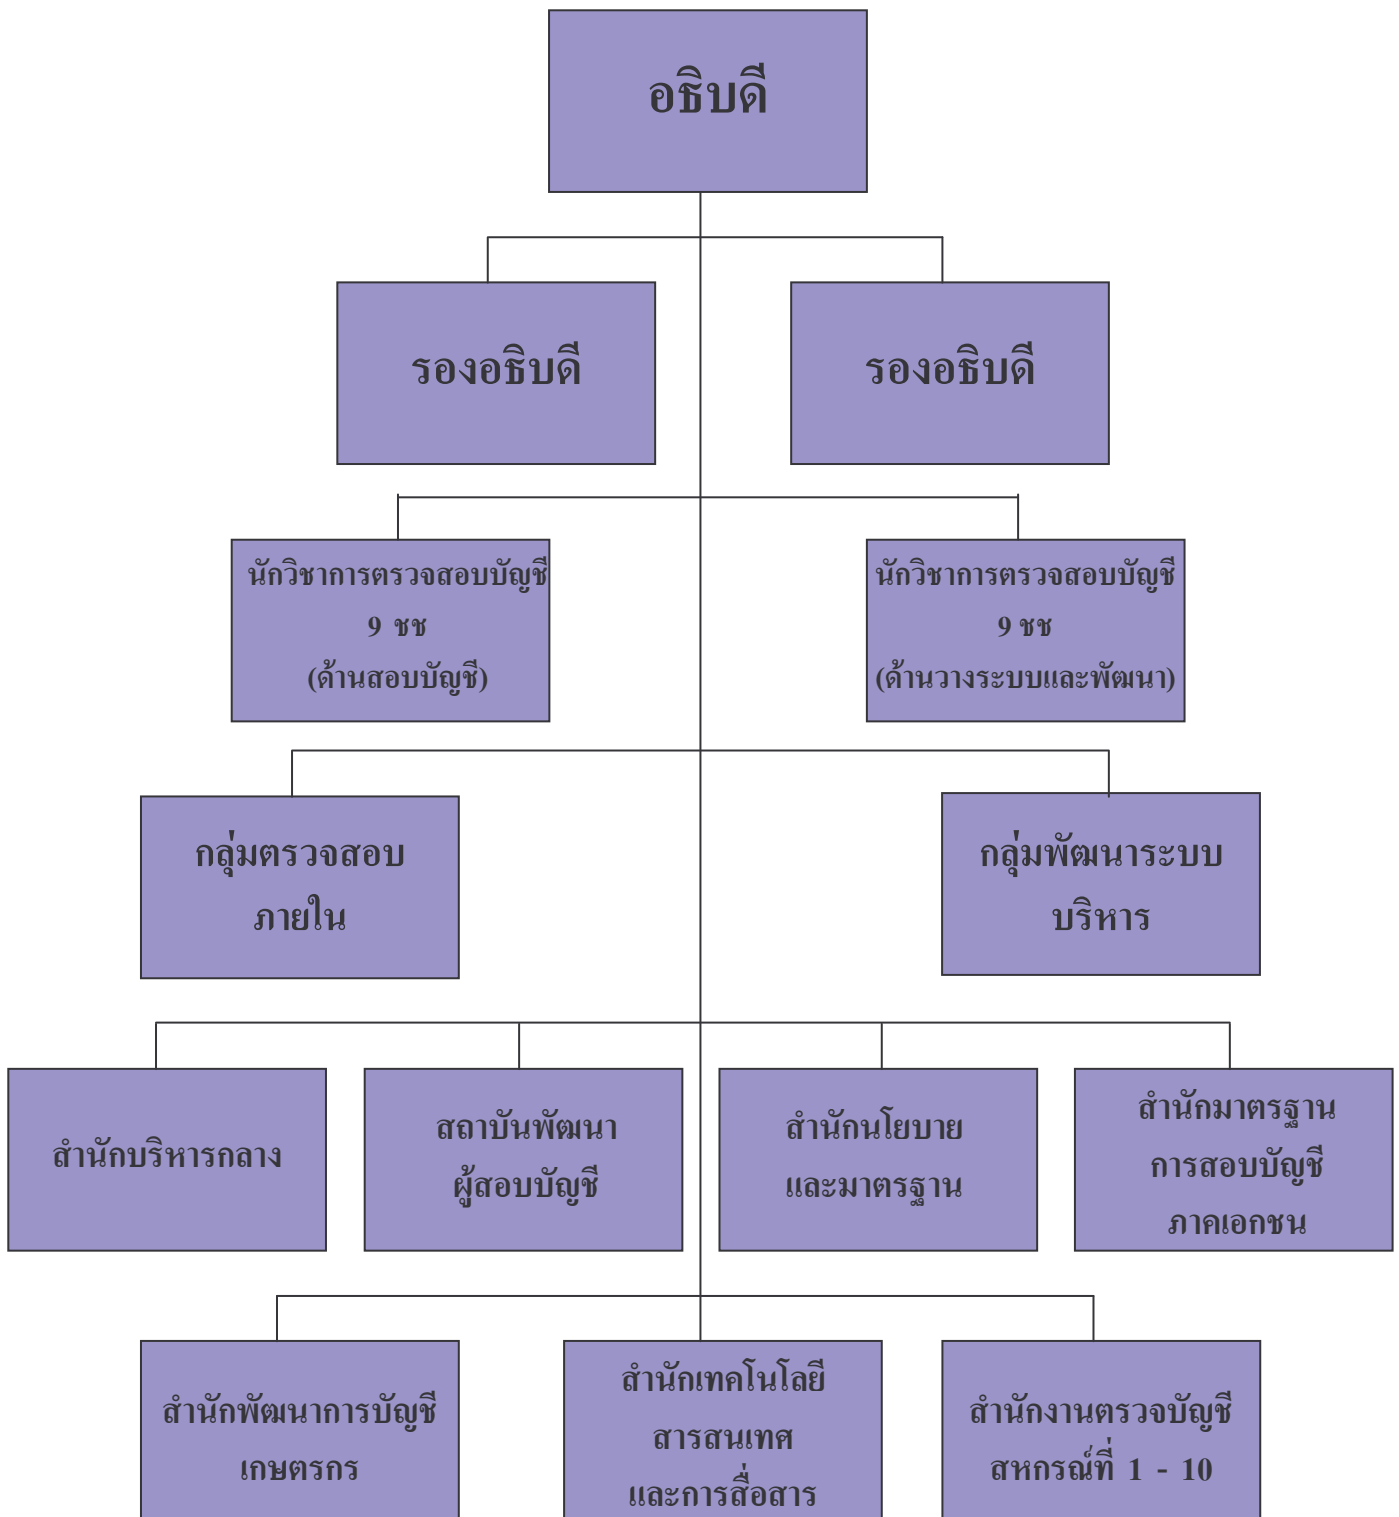 อธิบดี
รองอธิบดี
รองอธิบดี
นักวิชาการตรวจสอบบัญชี
9 ชช
(ด้านสอบบัญชี)
นักวิชาการตรวจสอบบัญชี
9 ชช
(ด้านวางระบบและพัฒนา)
กลุ่มตรวจสอบ
ภายใน
กลุ่มพัฒนาระบบ
บริหาร
สำนักบริหารกลาง
สถาบันพัฒนา
ผู้สอบบัญชี
สำนักนโยบาย
และมาตรฐาน
สำนักมาตรฐาน
การสอบบัญชี
ภาคเอกชน
สำนักพัฒนาการบัญชี
เกษตรกร
สำนักเทคโนโลยี
สารสนเทศ
และการสื่อสาร
สำนักงานตรวจบัญชี
สหกรณ์ที่ 1 - 10